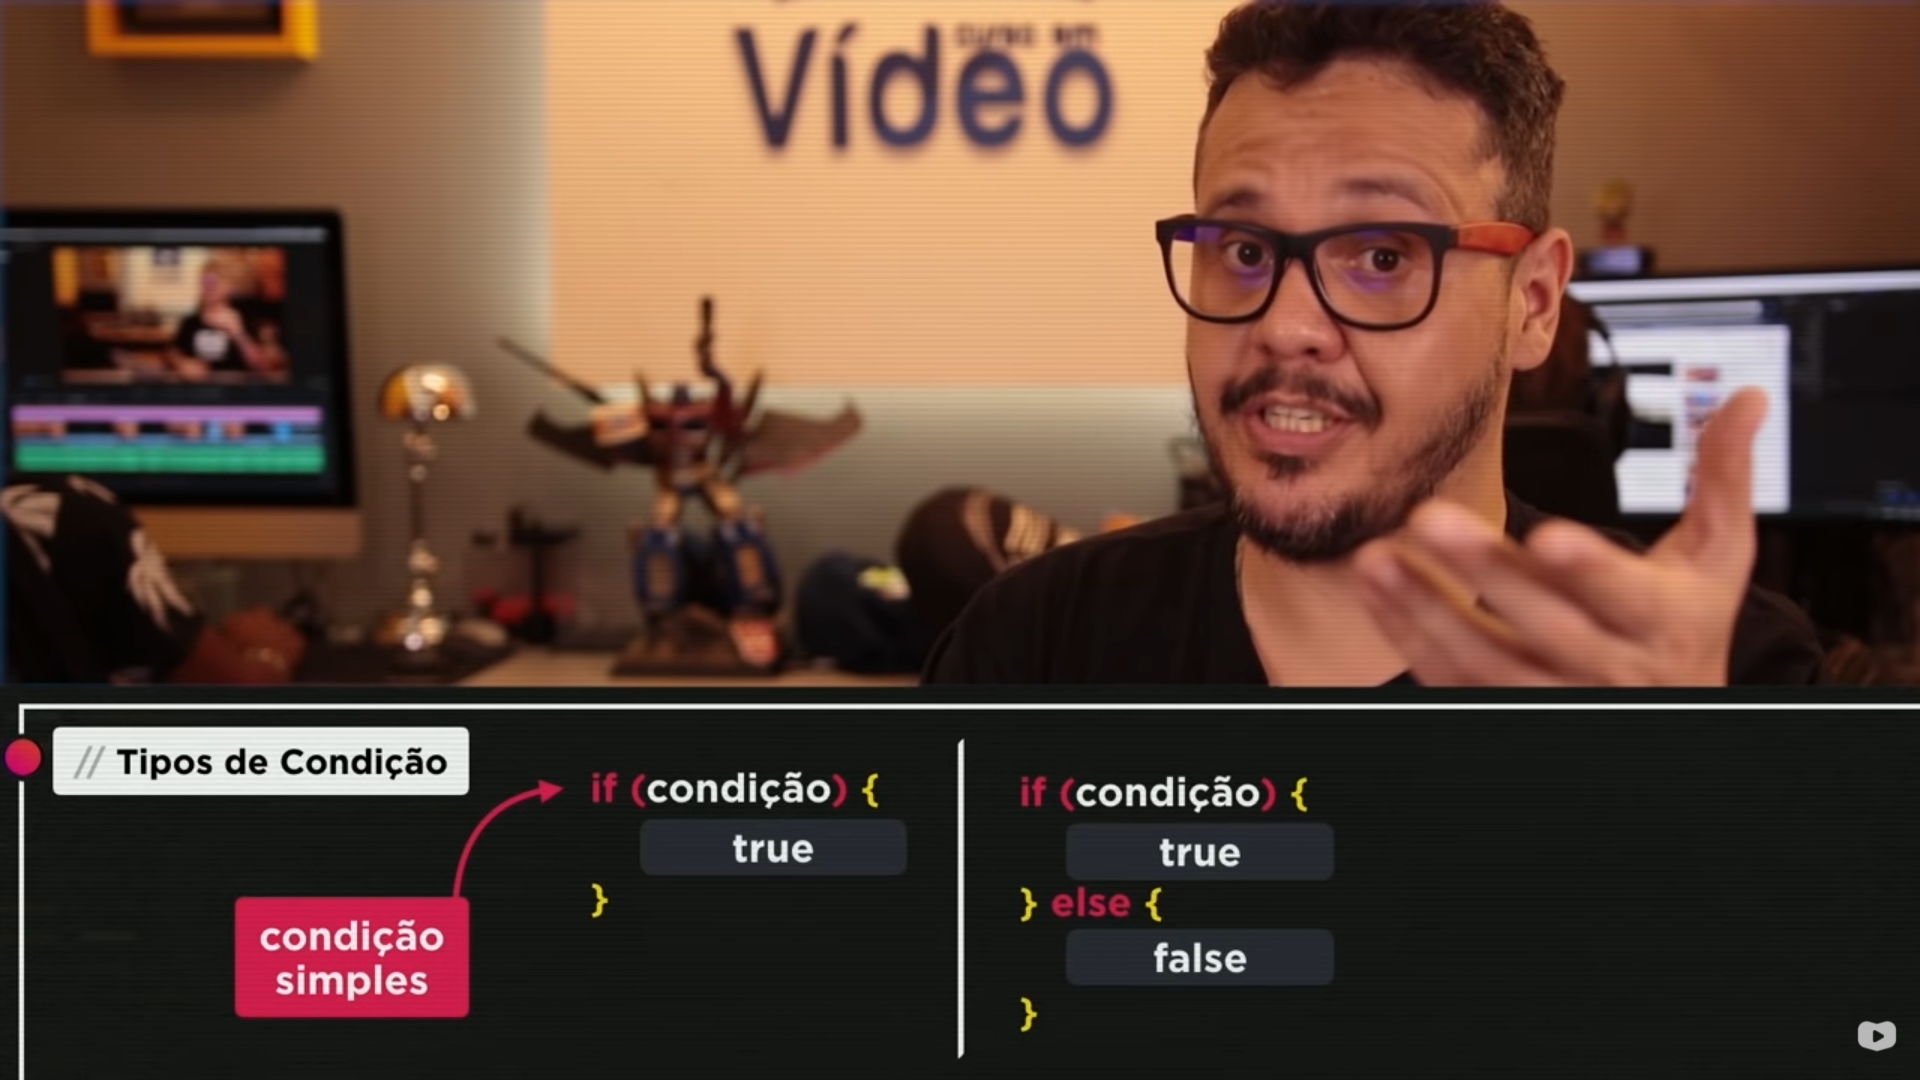 curso em
Vídeo
// Tipos de Condição
condição
simples
if (condição) {
true
}
if (condição) {
true
} else {
false
}